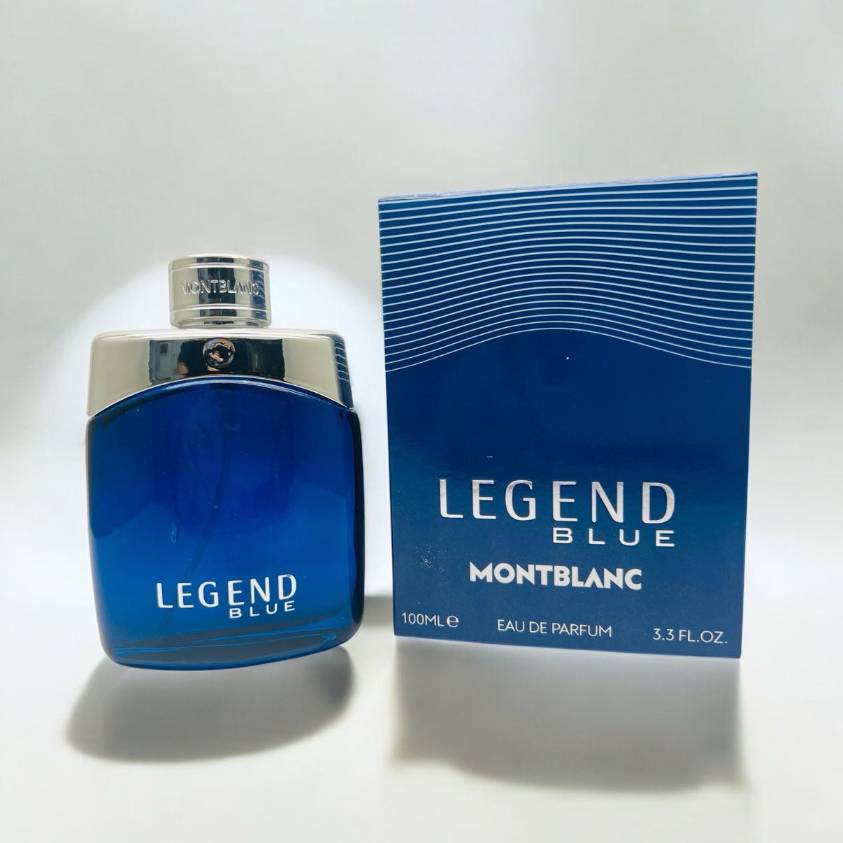 MONTBLANC
LEGEND
BLUE
LEGEND
BLUE
MONTBLANC
100ML℮
EAU DE PARFUM
3.3 FL.OZ.